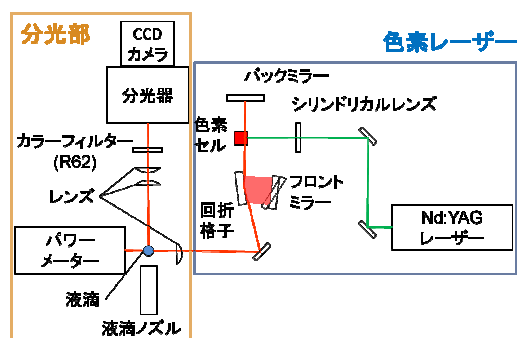 分光部
CCD
カメラ
分光器
カラーフィルター
(R62)
レンズ
パワー
メーター
液滴
液滴ノズル
色素レーザー
バックミラー
シリンドリカルレンズ
色素
セル
フロント
ミラー
回折
格子
Nd:YAG
レーザー